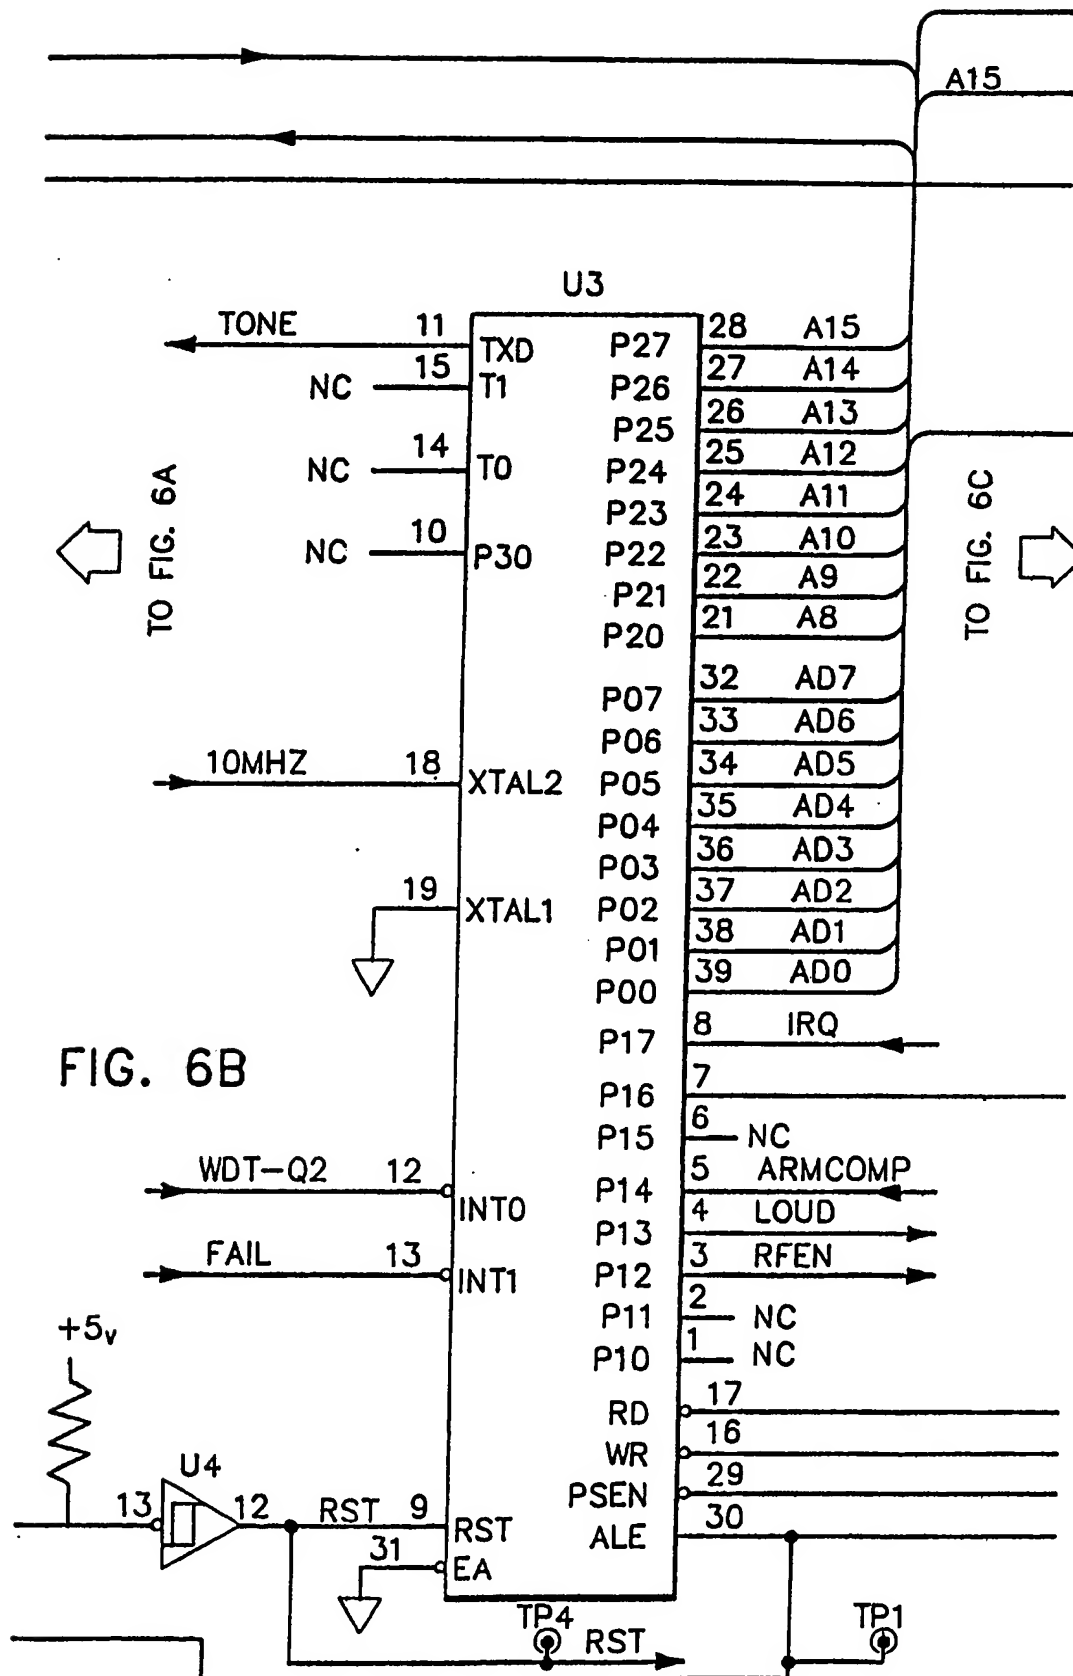 A15
U3
TONE 11 TXD P27 28 A15
NC 15 T1 P26 27 A14
P25 26 A13
NC 14 T0 P24 25 A12
P23 24 A11
NC 10 P30 P22 23 A10
P21 22 A9
P20 21 A8
TO FIG. 6A
TO FIG. 6C
P07 32 AD7
P06 33 AD6
10MHZ 18 XTAL2 P05 34 AD5
P04 35 AD4
P03 36 AD3
19 XTAL1 P02 37 AD2
P01 38 AD1
P00 39 AD0
P17 8 IRQ
FIG. 6B
P16 7
P15 6 NC
WDT-Q2 12 INT0 P14 5 ARMCOMP
P13 4 LOUD
FAIL 13 INT1 P12 3 RFEN
P11 2 NC
+5v
P10 1 NC
RD 17
WR 16
U4
PSEN 29
13 12 RST 9 RST ALE 30
31 EA
TP4 RST TP1